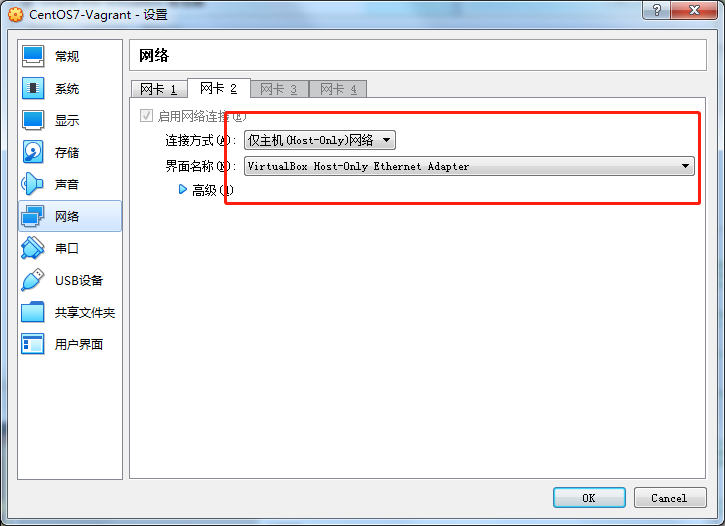 CentOS7-Vagrant - 设置
常规
系统
显示
存储
声音
网络
串口
USB设备
共享文件夹
用户界面
网络
网卡 1 网卡 2 网卡 3 网卡 4
启用网络连接(E)
连接方式(A): 仅主机(Host-Only)网络
界面名称(N): VirtualBox Host-Only Ethernet Adapter
高级(d)
OK Cancel